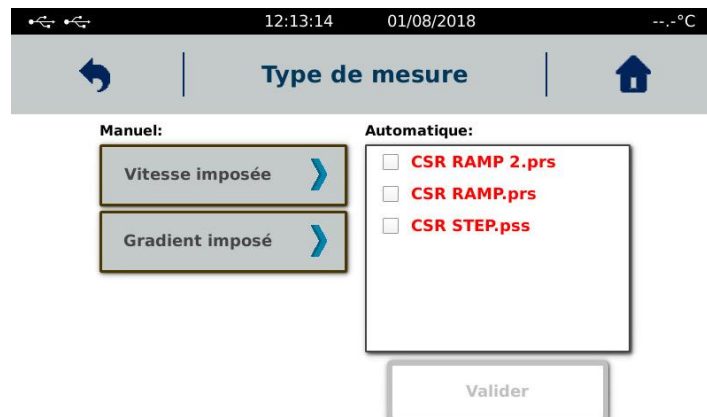 12:13:14 01/08/2018 --.-°C
Type de mesure
Manuel:
Vitesse imposée
Gradient imposé
Automatique:
CSR RAMP 2.prs
CSR RAMP.prs
CSR STEP.pss
Valider